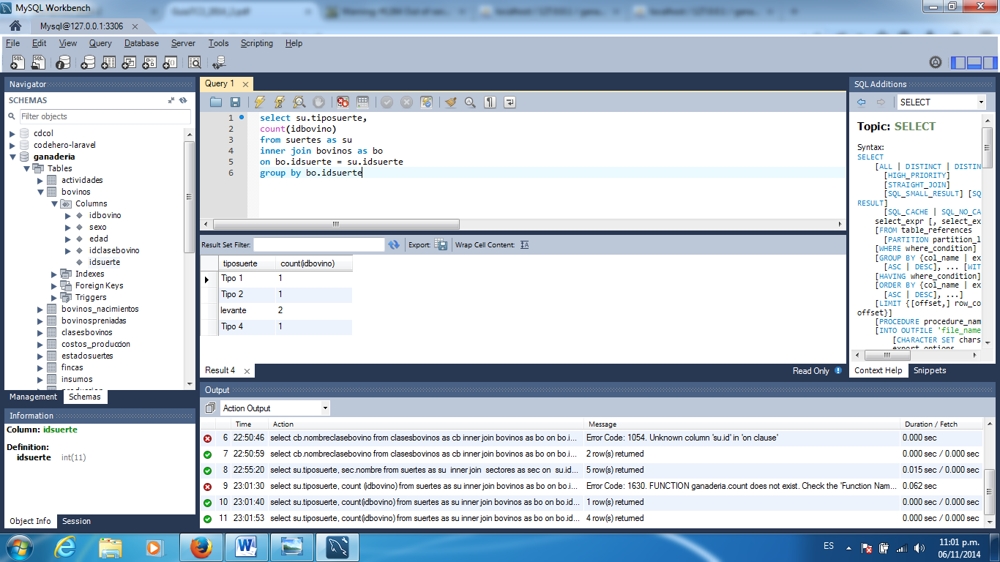 MySQL Workbench
Mysql@127.0.0.1:3306
File Edit View Query Database Server Tools Scripting Help
Navigator
SCHEMAS
Filter objects
cdcol
codehero-laravel
ganaderia
Tables
actividades
bovinos
Columns
idbovino
sexo
edad
idclasebovino
idsuerte
Indexes
Foreign Keys
Triggers
bovinos_nacimientos
bovinospreniadas
clasesbovinos
costos_produccion
estadosuertes
fincas
insumos
Management Schemas
Information
Column: idsuerte
Definition:
idsuerte int(11)
Object Info Session
Query 1
1 select su.tiposuerte,
2 count(idbovino)
3 from suertes as su
4 inner join bovinos as bo
5 on bo.idsuerte = su.idsuerte
6 group by bo.idsuerte
Result Set Filter: Export: Wrap Cell Content:
tiposuerte count(idbovino)
Tipo 1 1
Tipo 2 1
levante 2
Tipo 4 1
Result 4 Read Only
SQL Additions
SELECT
Topic: SELECT
Syntax:
SELECT
[ALL | DISTINCT | DISTIN
[HIGH_PRIORITY]
[STRAIGHT_JOIN]
[SQL_SMALL_RESULT] [SQ
RESULT]
[SQL_CACHE | SQL_NO_CA
select_expr [, select_ex
[FROM table_references
[PARTITION partition_l
[WHERE where_condition]
[GROUP BY {col_name | ex
[ASC | DESC], ... [WIT
[HAVING where_condition]
[ORDER BY {col_name | ex
[ASC | DESC], ...]
[LIMIT {[offset,] row_co
offset}]
[PROCEDURE procedure_nam
[INTO OUTFILE 'file_name
[CHARACTER SET chars
export_options
Context Help Snippets
Output
Action Output
Time Action Message Duration / Fetch
6 22:50:46 select cb.nombreclasebovino from clasesbovinos as cb inner join bovinos as bo on bo.i... Error Code: 1054. Unknown column 'su.id' in 'on clause' 0.000 sec
7 22:50:59 select cb.nombreclasebovino from clasesbovinos as cb inner join bovinos as bo on bo.i... 2 row(s) returned 0.000 sec / 0.000 sec
8 22:55:20 select su.tiposuerte, sec.nombre from suertes as su inner join sectores as sec on su.id... 5 row(s) returned 0.015 sec / 0.000 sec
9 23:01:30 select su.tiposuerte, count (idbovino) from suertes as su inner join bovinos as bo on bo.i... Error Code: 1630. FUNCTION ganaderia.count does not exist. Check the 'Function Nam... 0.062 sec
10 23:01:40 select su.tiposuerte, count(idbovino) from suertes as su inner join bovinos as bo on bo.id... 1 row(s) returned 0.000 sec / 0.000 sec
11 23:01:53 select su.tiposuerte, count(idbovino) from suertes as su inner join bovinos as bo on bo.id... 4 row(s) returned 0.000 sec / 0.000 sec
ES
11:01 p.m.
06/11/2014